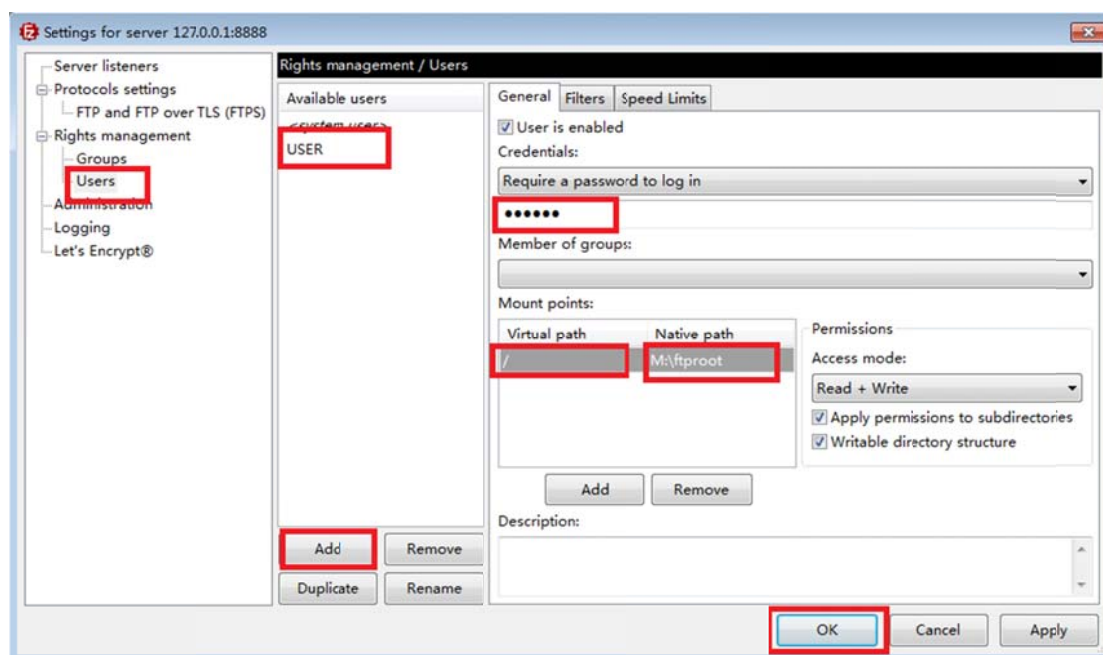 Settings for server 127.0.0.1:8888
Server listeners
Protocols settings
FTP and FTP over TLS (FTPS)
Rights management
Groups
Users
Administration
Logging
Let's Encrypt®
Rights management / Users
Available users
<system user>
USER
Add
Remove
Duplicate
Rename
General
Filters
Speed Limits
User is enabled
Credentials:
Require a password to log in
••••••
Member of groups:
Mount points:
Virtual path
Native path
/
M:\ftproot
Add
Remove
Permissions
Access mode:
Read + Write
Apply permissions to subdirectories
Writable directory structure
Description:
OK
Cancel
Apply